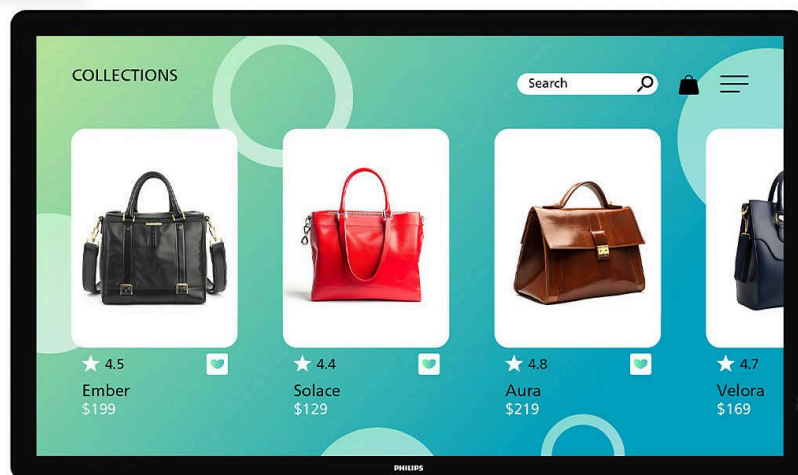 COLLECTIONS
Search
4.5
Ember
$199
4.4
Solace
$129
4.8
Aura
$219
4.7
Velora
$169
PHILIPS